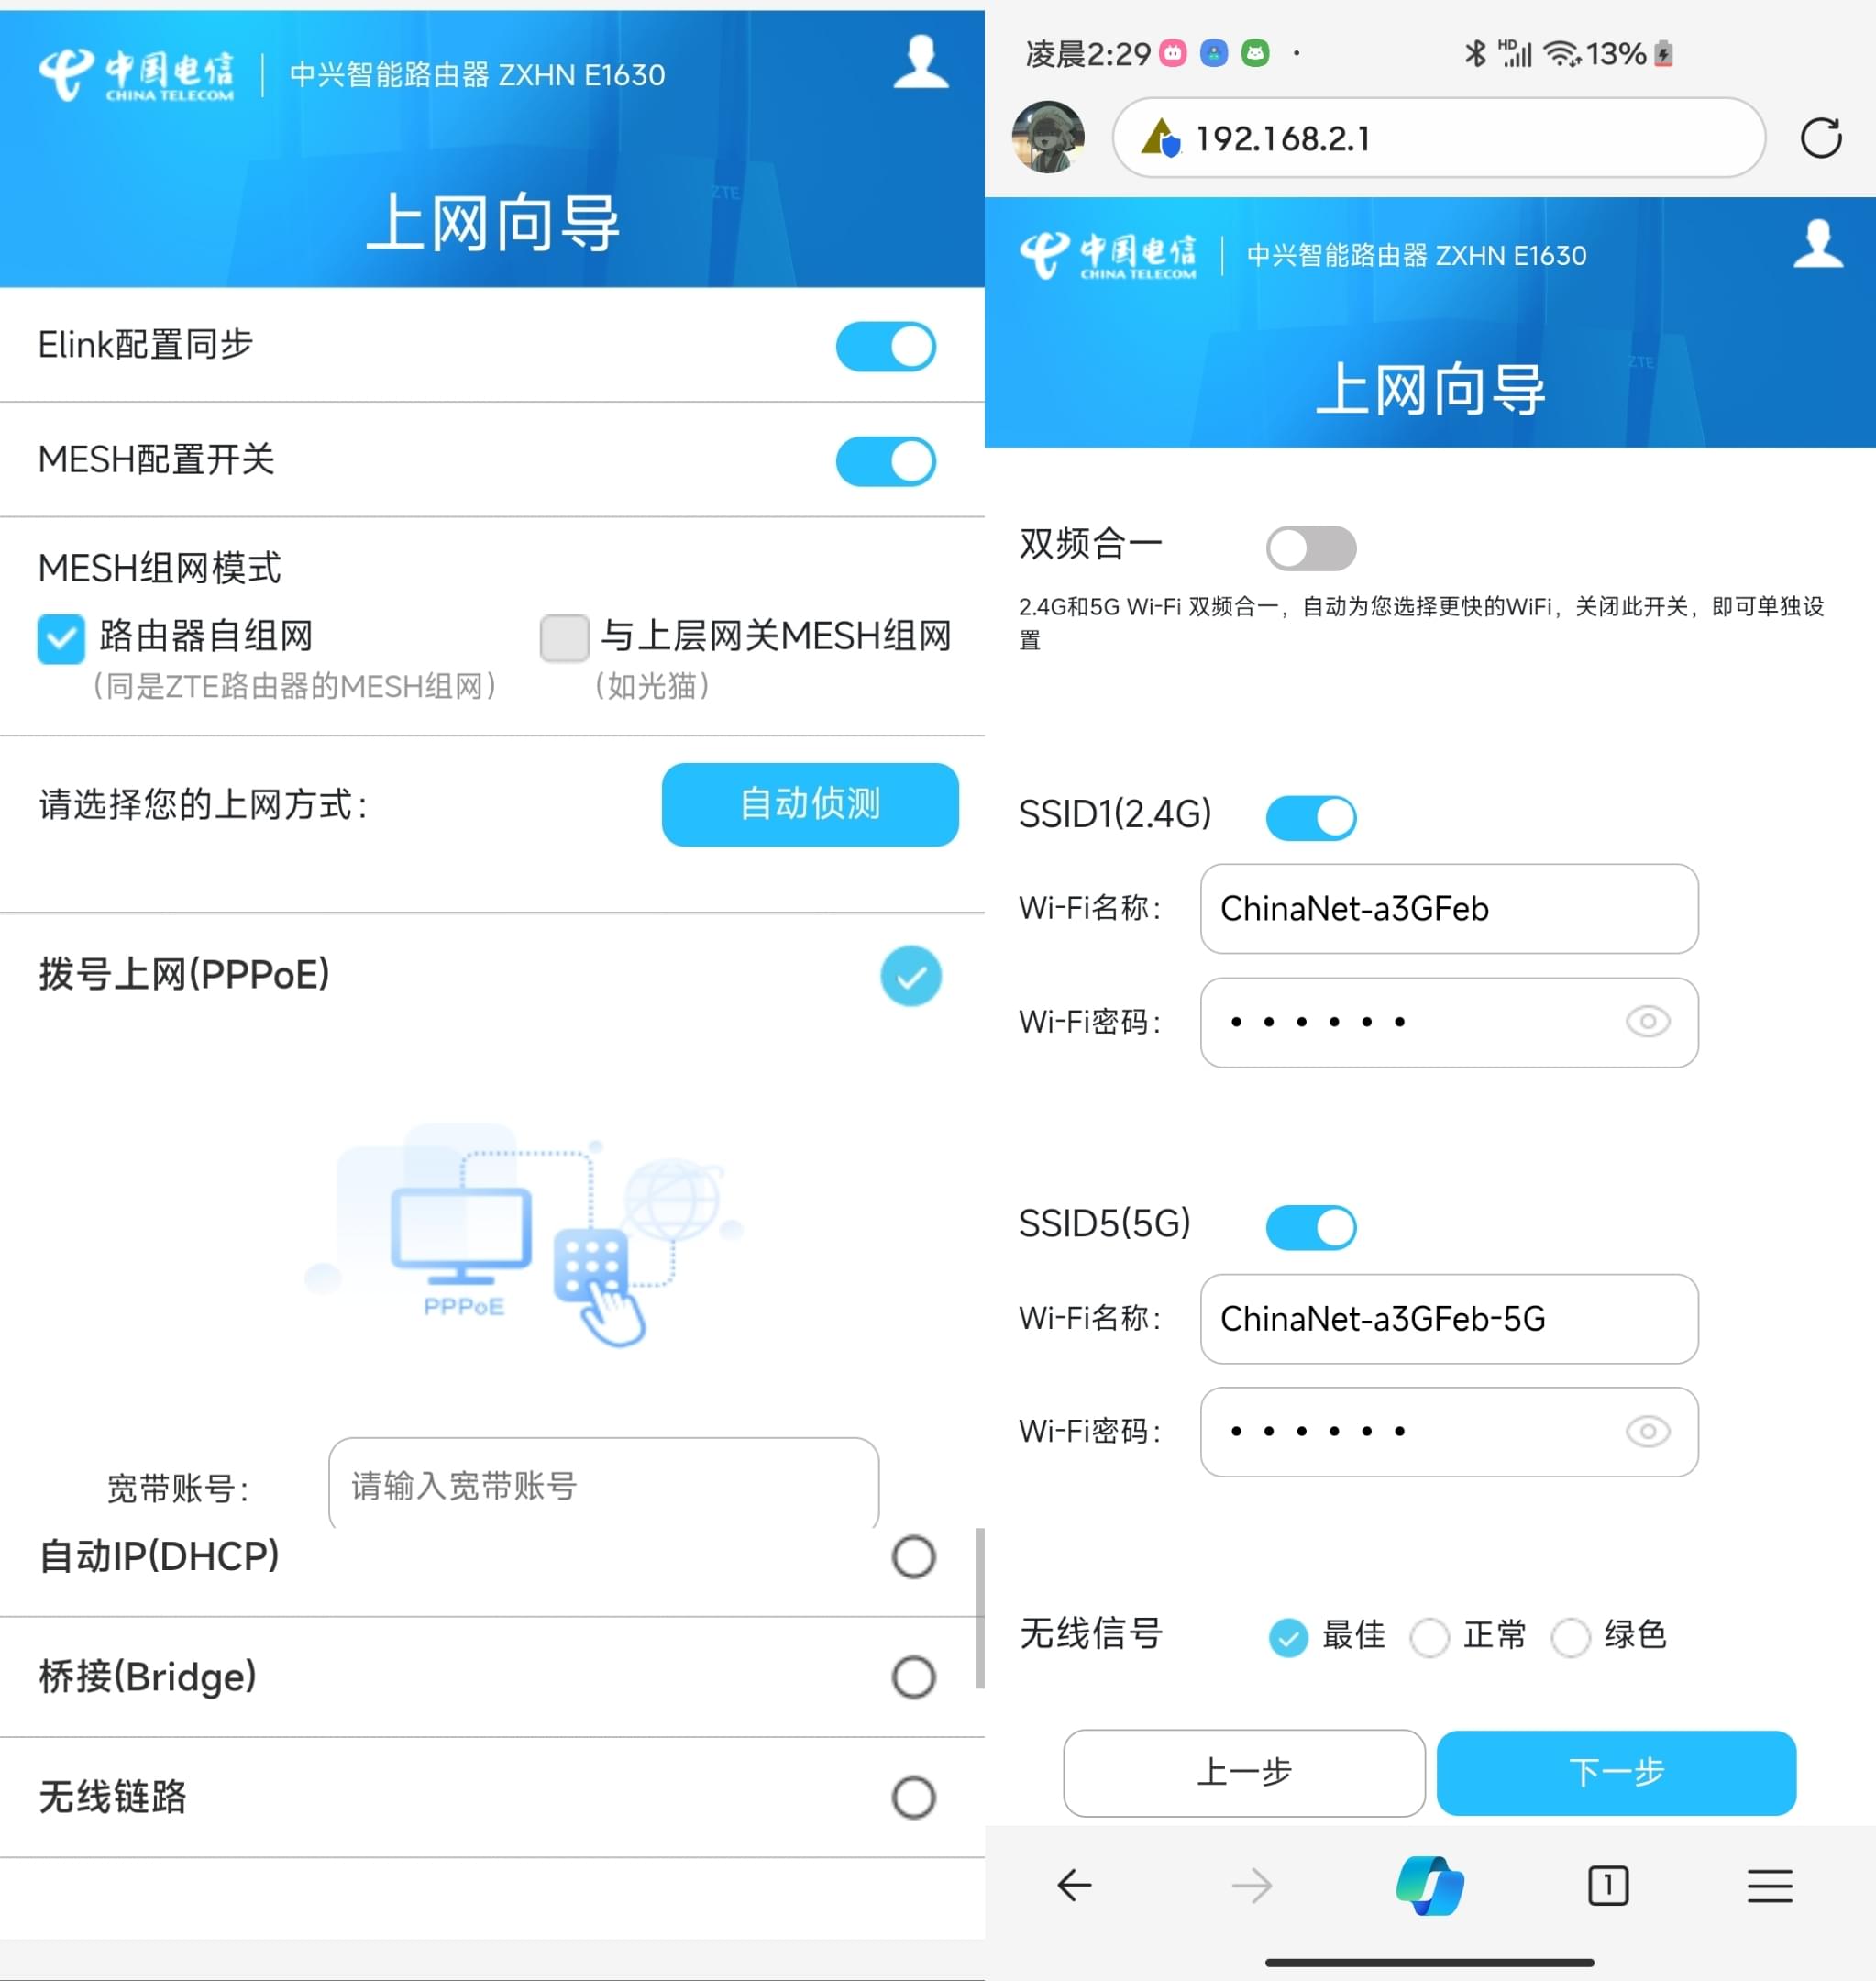 中国电信
CHINA TELECOM
中兴智能路由器 ZXHN E1630
ZTE
上网向导
Elink配置同步
MESH配置开关
MESH组网模式
路由器自组网
(同是ZTE路由器的MESH组网)
与上层网关MESH组网
(如光猫)
请选择您的上网方式:
自动侦测
拨号上网(PPPoE)
PPPoE
宽带账号:
请输入宽带账号
自动IP(DHCP)
桥接(Bridge)
无线链路
凌晨2:29
HD
13%
192.168.2.1
中国电信
CHINA TELECOM
中兴智能路由器 ZXHN E1630
ZTE
上网向导
双频合一
2.4G和5G Wi-Fi 双频合一，自动为您选择更快的WiFi，关闭此开关，即可单独设
置
SSID1(2.4G)
Wi-Fi名称:
ChinaNet-a3GFeb
Wi-Fi密码:
••••••
SSID5(5G)
Wi-Fi名称:
ChinaNet-a3GFeb-5G
Wi-Fi密码:
••••••
无线信号
最佳
正常
绿色
上一步
下一步
1